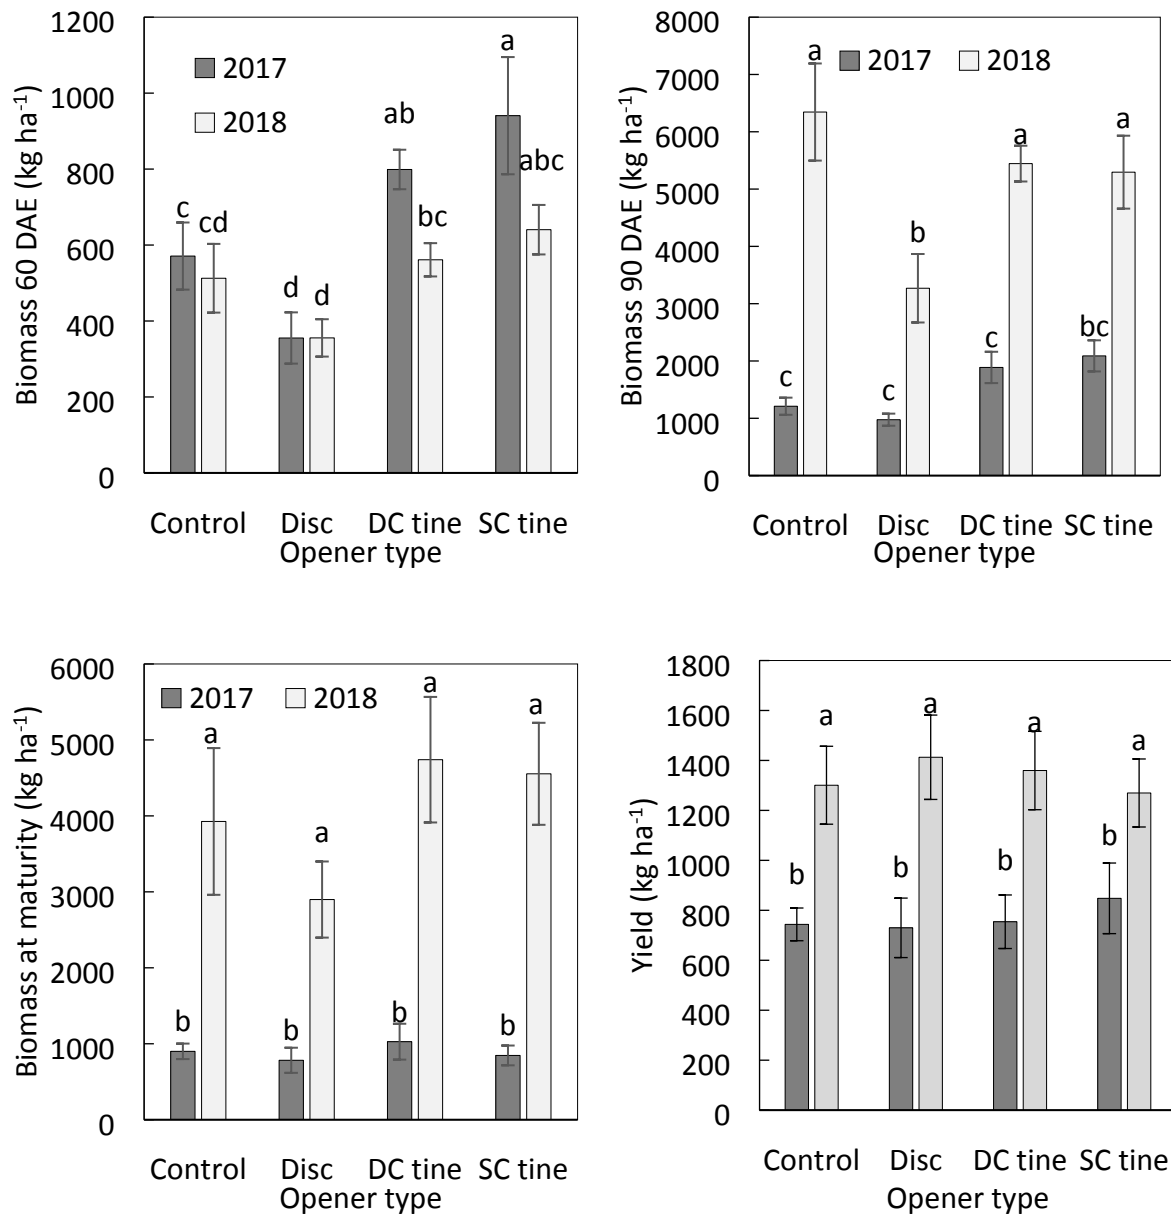 Biomass 60 DAE (kg ha⁻¹)
1200
1000
800
600
400
200
0
2017
2018
c
cd
d
d
ab
bc
a
abc
Control Disc DC tine SC tine
Opener type
Biomass 90 DAE (kg ha⁻¹)
8000
7000
6000
5000
4000
3000
2000
1000
0
2017 2018
c
a
c
b
c
a
bc
a
Control Disc DC tine SC tine
Opener type
Biomass at maturity (kg ha⁻¹)
6000
5000
4000
3000
2000
1000
0
2017 2018
b
a
b
a
b
a
b
a
Control Disc DC tine SC tine
Opener type
Yield (kg ha⁻¹)
1800
1600
1400
1200
1000
800
600
400
200
0
b
a
b
a
b
a
b
a
Control Disc DC tine SC tine
Opener type